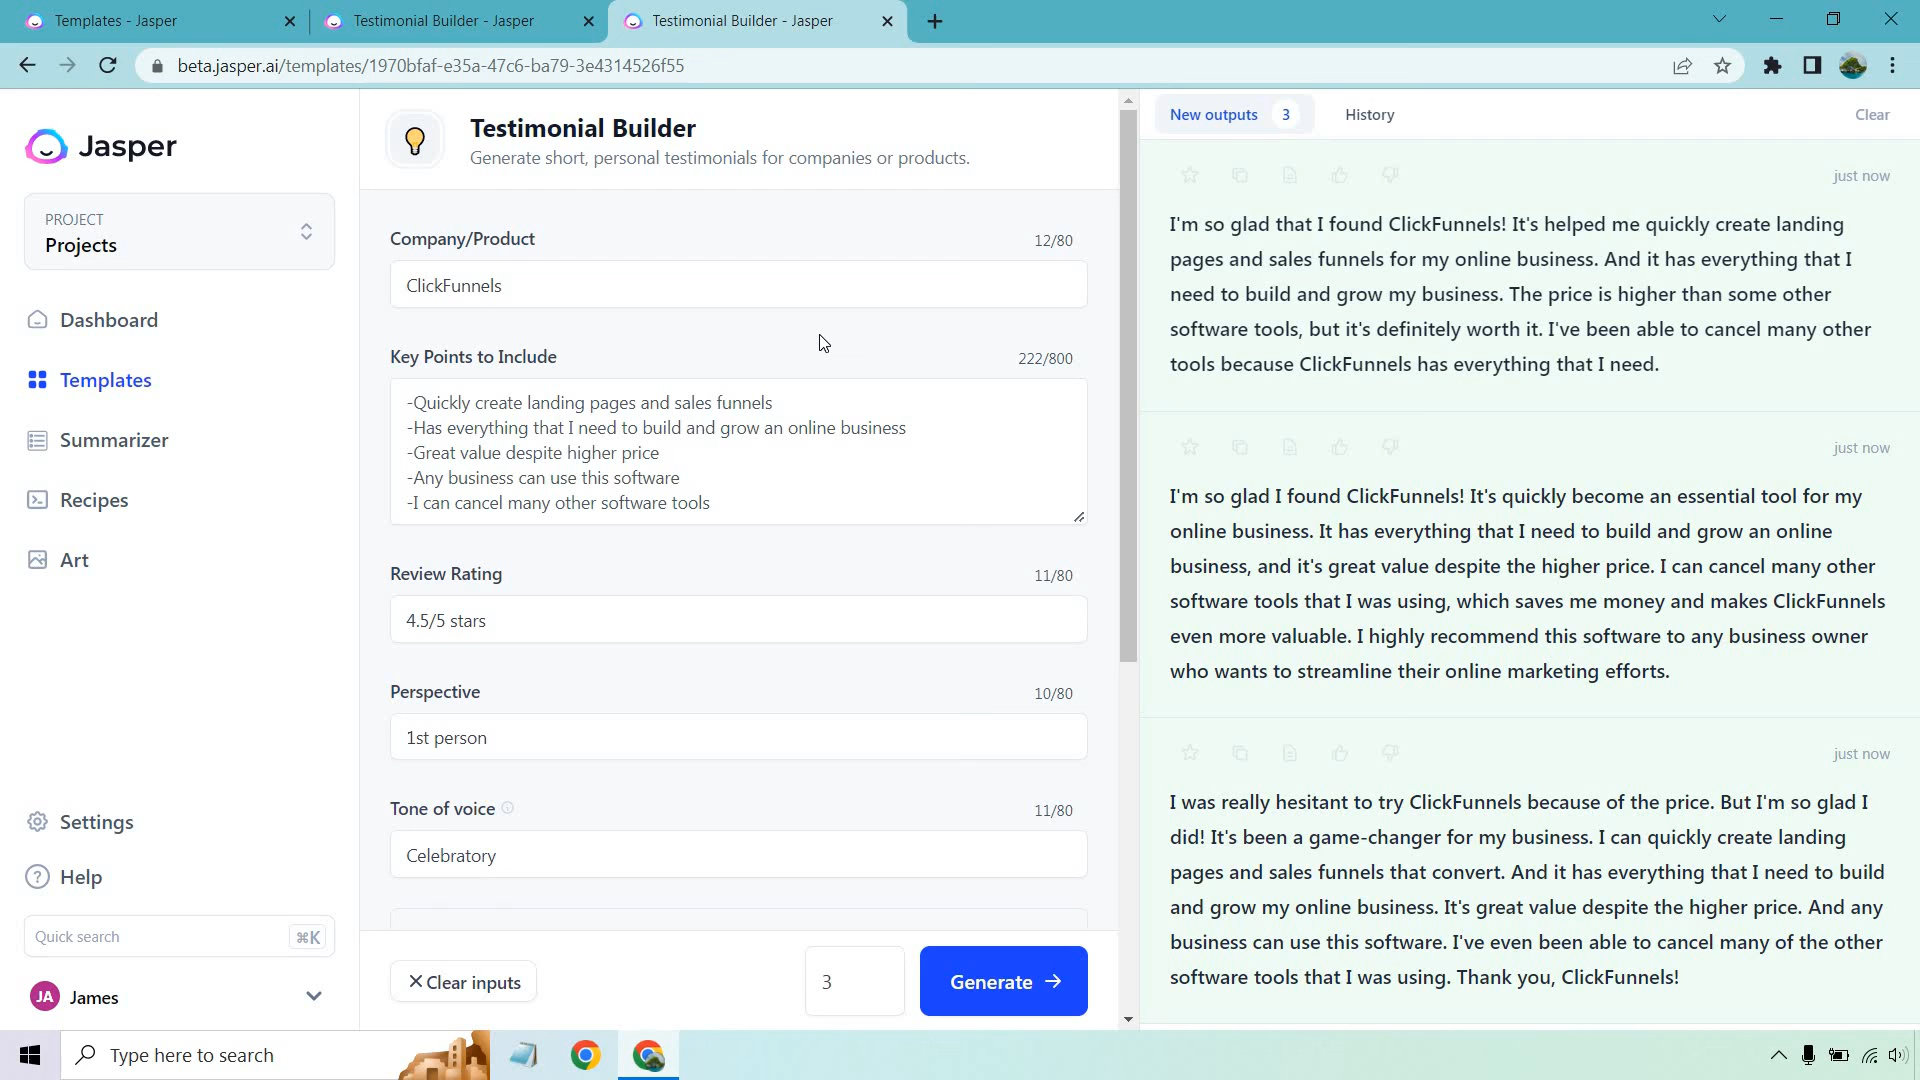 Templates - Jasper
Testimonial Builder - Jasper
Testimonial Builder - Jasper
beta.jasper.ai/templates/1970bfaf-e35a-47c6-ba79-3e4314526f55
Jasper
PROJECT
Projects
Dashboard
Templates
Summarizer
Recipes
Art
Settings
Help
Quick search ⌘K
JA James
Testimonial Builder
Generate short, personal testimonials for companies or products.
Company/Product 12/80
ClickFunnels
Key Points to Include 222/800
-Quickly create landing pages and sales funnels
-Has everything that I need to build and grow an online business
-Great value despite higher price
-Any business can use this software
-I can cancel many other software tools
Review Rating 11/80
4.5/5 stars
Perspective 10/80
1st person
Tone of voice 11/80
Celebratory
Clear inputs
3
Generate
New outputs 3 History Clear
just now
I'm so glad that I found ClickFunnels! It's helped me quickly create landing
pages and sales funnels for my online business. And it has everything that I
need to build and grow my business. The price is higher than some other
software tools, but it's definitely worth it. I've been able to cancel many other
tools because ClickFunnels has everything that I need.
just now
I'm so glad I found ClickFunnels! It's quickly become an essential tool for my
online business. It has everything that I need to build and grow an online
business, and it's great value despite the higher price. I can cancel many other
software tools that I was using, which saves me money and makes ClickFunnels
even more valuable. I highly recommend this software to any business owner
who wants to streamline their online marketing efforts.
just now
I was really hesitant to try ClickFunnels because of the price. But I'm so glad I
did! It's been a game-changer for my business. I can quickly create landing
pages and sales funnels that convert. And it has everything that I need to build
and grow my online business. It's great value despite the higher price. And any
business can use this software. I've even been able to cancel many of the other
software tools that I was using. Thank you, ClickFunnels!
Type here to search